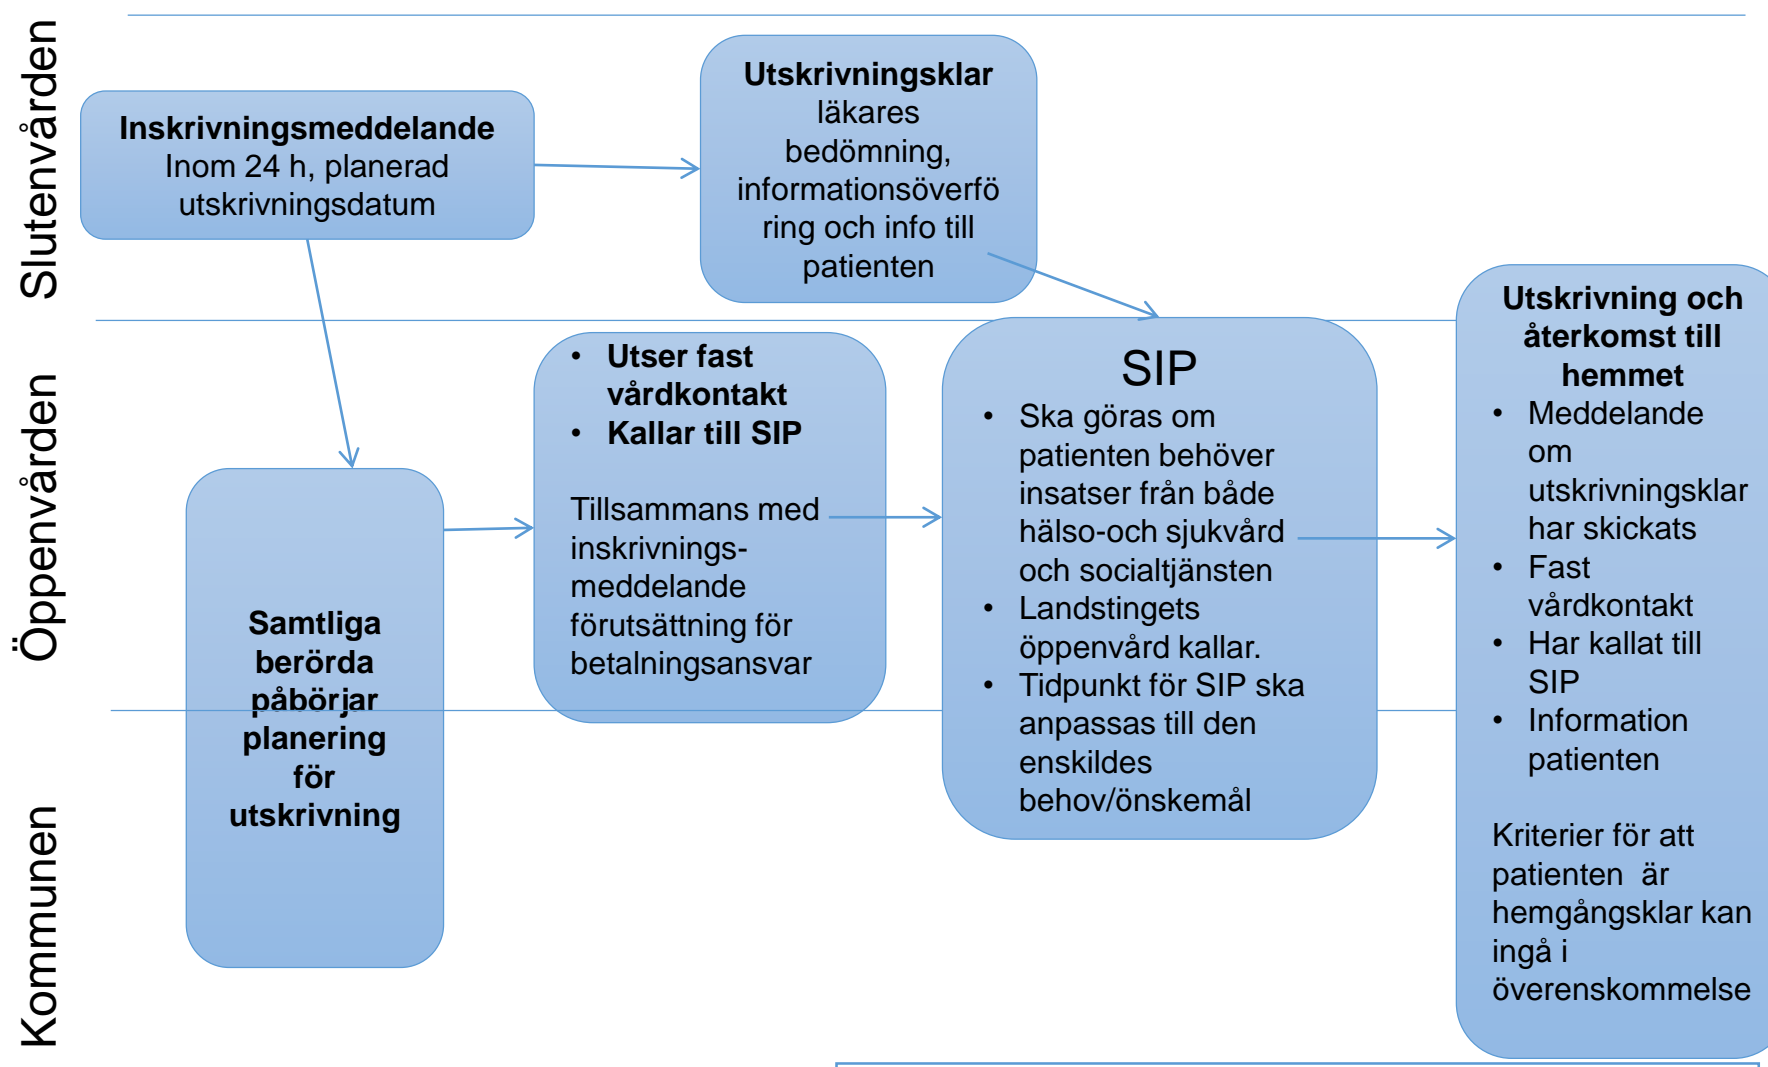 Slutenvården
Inskrivningsmeddelande
Inom 24 h, planerad
utskrivningsdatum
Utskrivningsklar
läkares
bedömning,
informationsöverfö
ring och info till
patienten
Öppenvården
Kommunen
Samtliga
berörda
påbörjar
planering
för
utskrivning
• Utser fast
vårdkontakt
• Kallar till SIP
Tillsammans med
inskrivnings-
meddelande
förutsättning för
betalningsansvar
SIP
• Ska göras om
patienten behöver
insatser från både
hälso-och sjukvård
och socialtjänsten
• Landstingets
öppenvård kallar.
• Tidpunkt för SIP ska
anpassas till den
enskildes
behov/önskemål
Utskrivning och
återkomst till
hemmet
• Meddelande
om
utskrivningsklar
har skickats
• Fast
vårdkontakt
• Har kallat till
SIP
• Information
patienten
Kriterier för att
patienten är
hemgångsklar kan
ingå i
överenskommelse